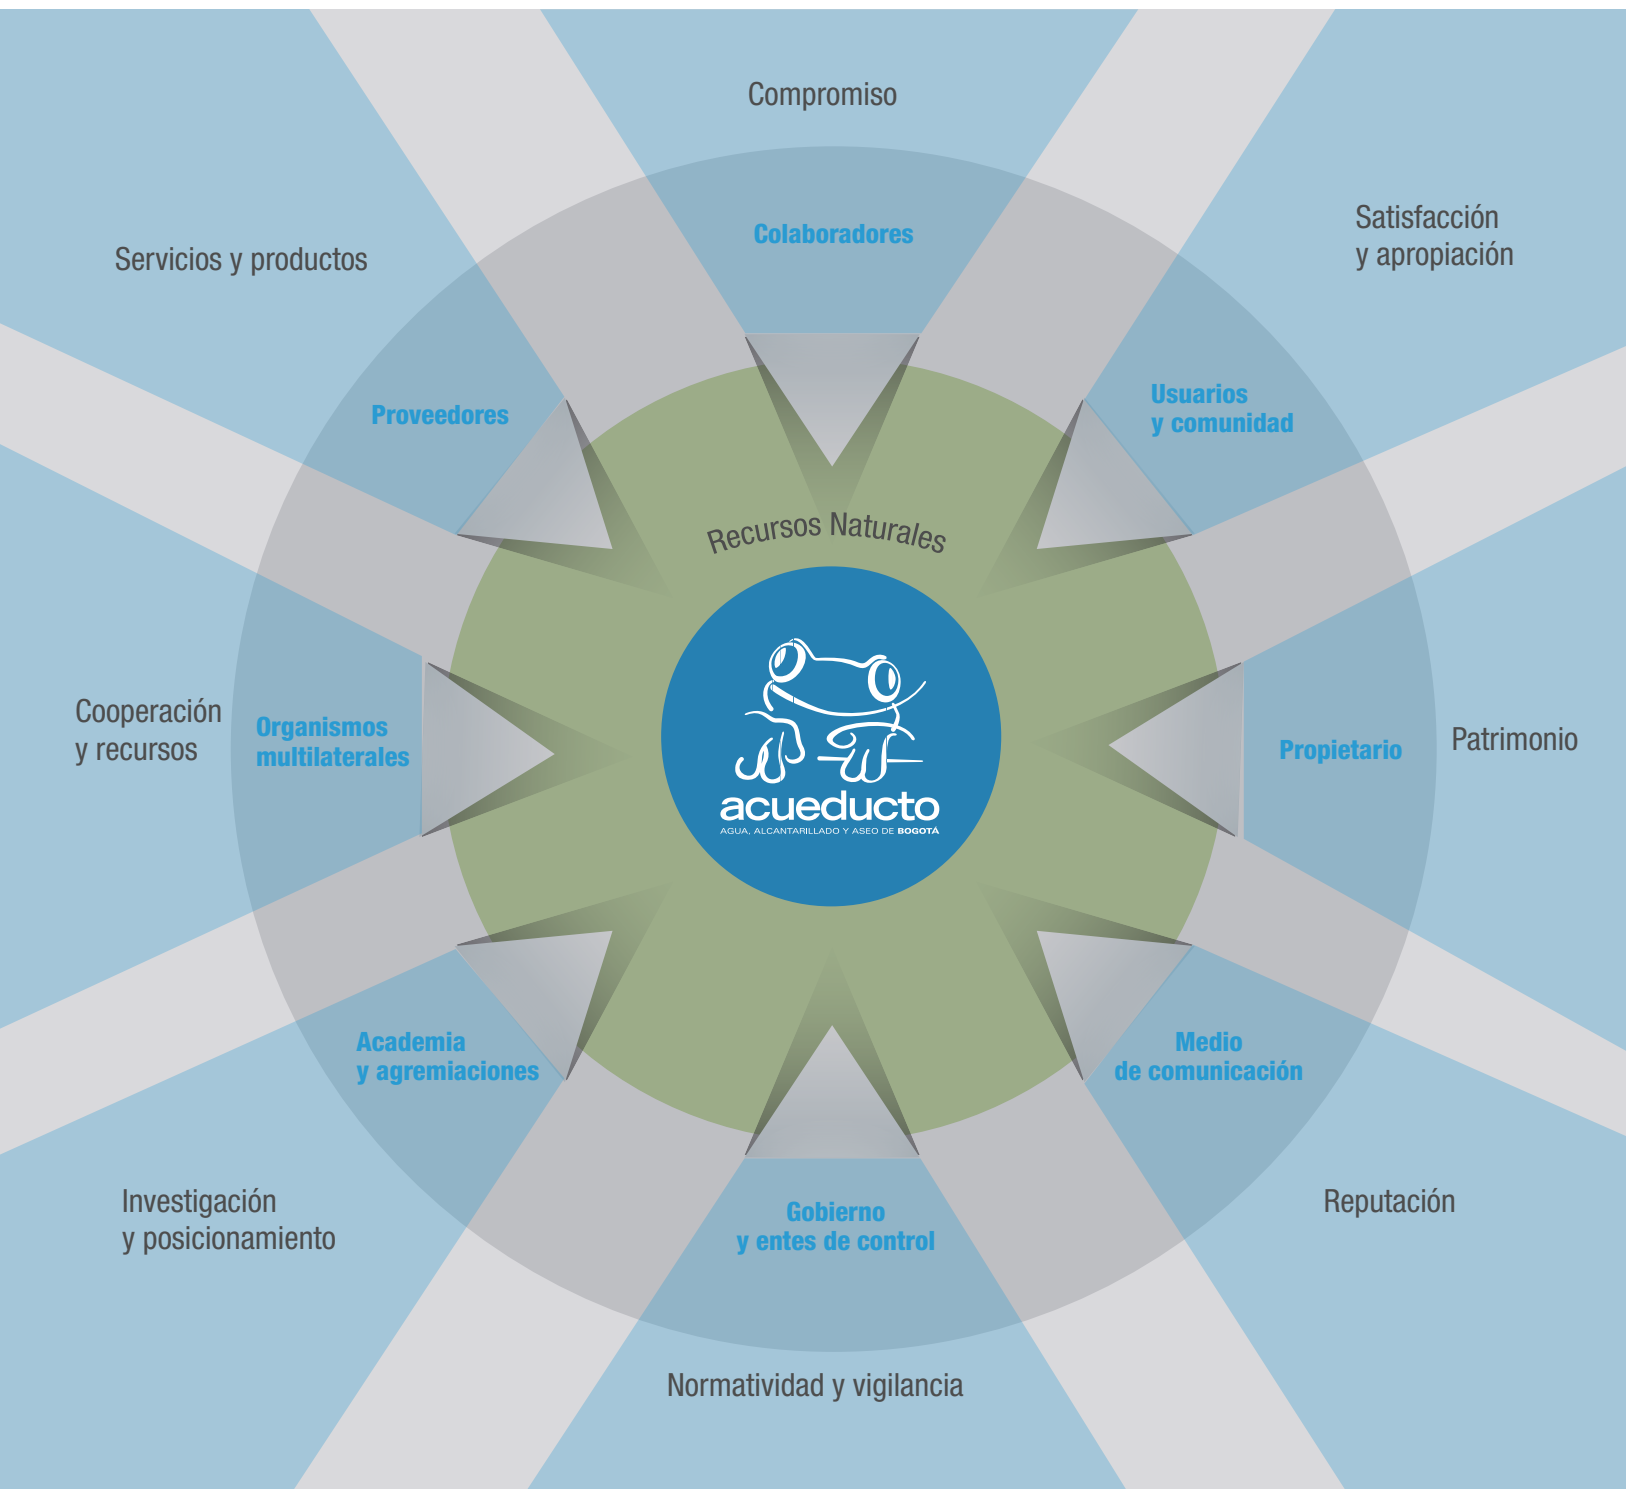 Compromiso
Colaboradores
Satisfacción
y apropiación
Servicios y productos
Usuarios
y comunidad
Proveedores
Recursos Naturales
Cooperación
y recursos
Organismos
multilaterales
Propietario
Patrimonio
acueducto
AGUA, ALCANTARILLADO Y ASEO DE BOGOTÁ
Academia
y agremiaciones
Medio
de comunicación
Investigación
y posicionamiento
Gobierno
y entes de control
Reputación
Normatividad y vigilancia